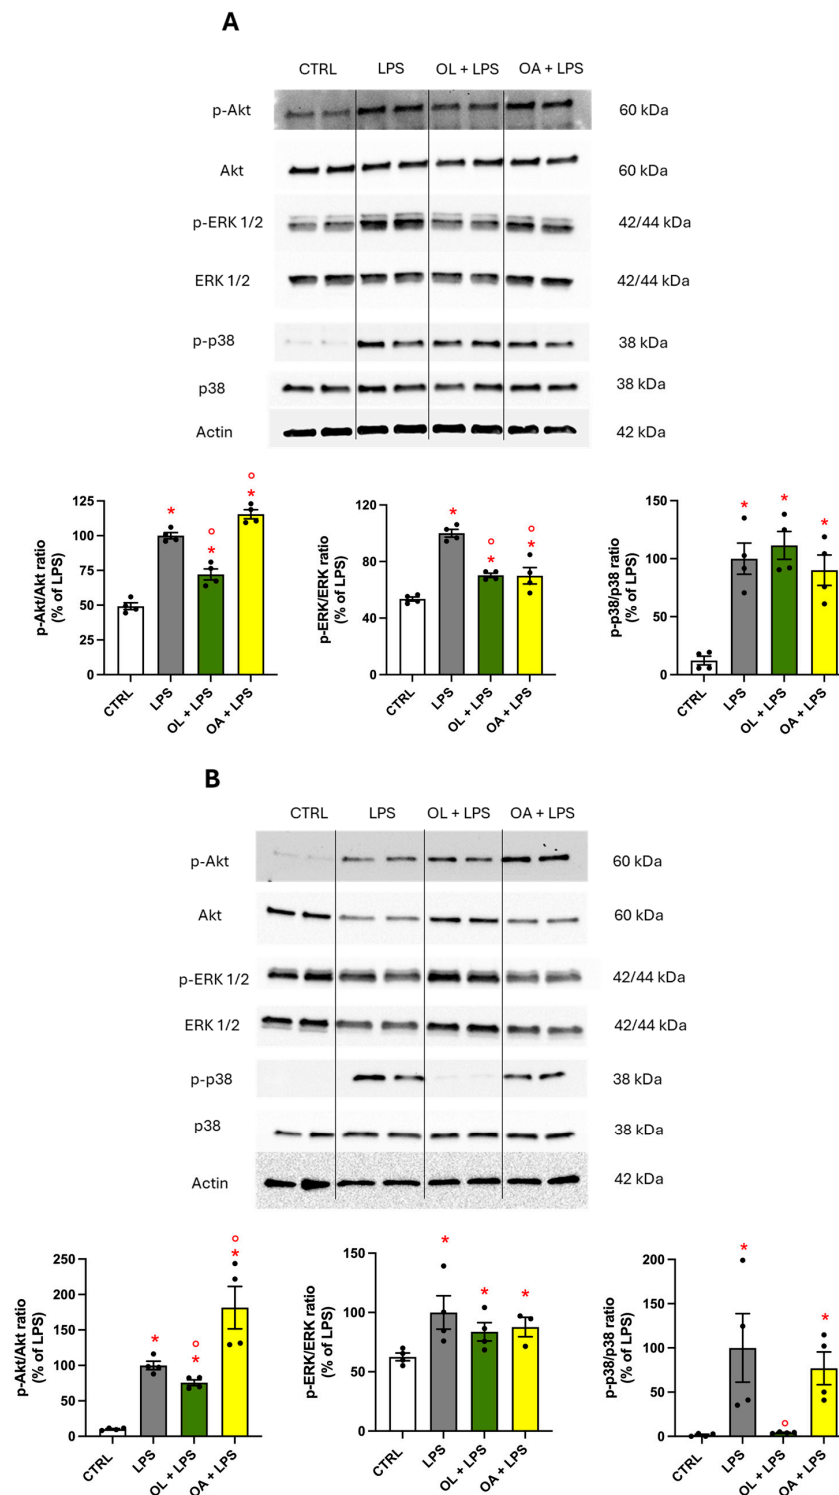 A
CTRL LPS OL + LPS OA + LPS
p-Akt 60 kDa
Akt 60 kDa
p-ERK 1/2 42/44 kDa
ERK 1/2 42/44 kDa
p-p38 38 kDa
p38 38 kDa
Actin 42 kDa
p-Akt/Akt ratio
(% of LPS)
125
100
75
50
25
0
* ° * ° *
CTRL LPS OL + LPS OA + LPS
p-ERK/ERK ratio
(% of LPS)
120
80
40
0
* ° * ° *
CTRL LPS OL + LPS OA + LPS
p-p38/p38 ratio
(% of LPS)
150
100
50
0
* * *
CTRL LPS OL + LPS OA + LPS
B
CTRL LPS OL + LPS OA + LPS
p-Akt 60 kDa
Akt 60 kDa
p-ERK 1/2 42/44 kDa
ERK 1/2 42/44 kDa
p-p38 38 kDa
p38 38 kDa
Actin 42 kDa
p-Akt/Akt ratio
(% of LPS)
250
200
150
100
50
0
* ° * ° *
CTRL LPS OL + LPS OA + LPS
p-ERK/ERK ratio
(% of LPS)
150
100
50
0
* * *
CTRL LPS OL + LPS OA + LPS
p-p38/p38 ratio
(% of LPS)
200
150
100
50
0
* ° *
CTRL LPS OL + LPS OA + LPS